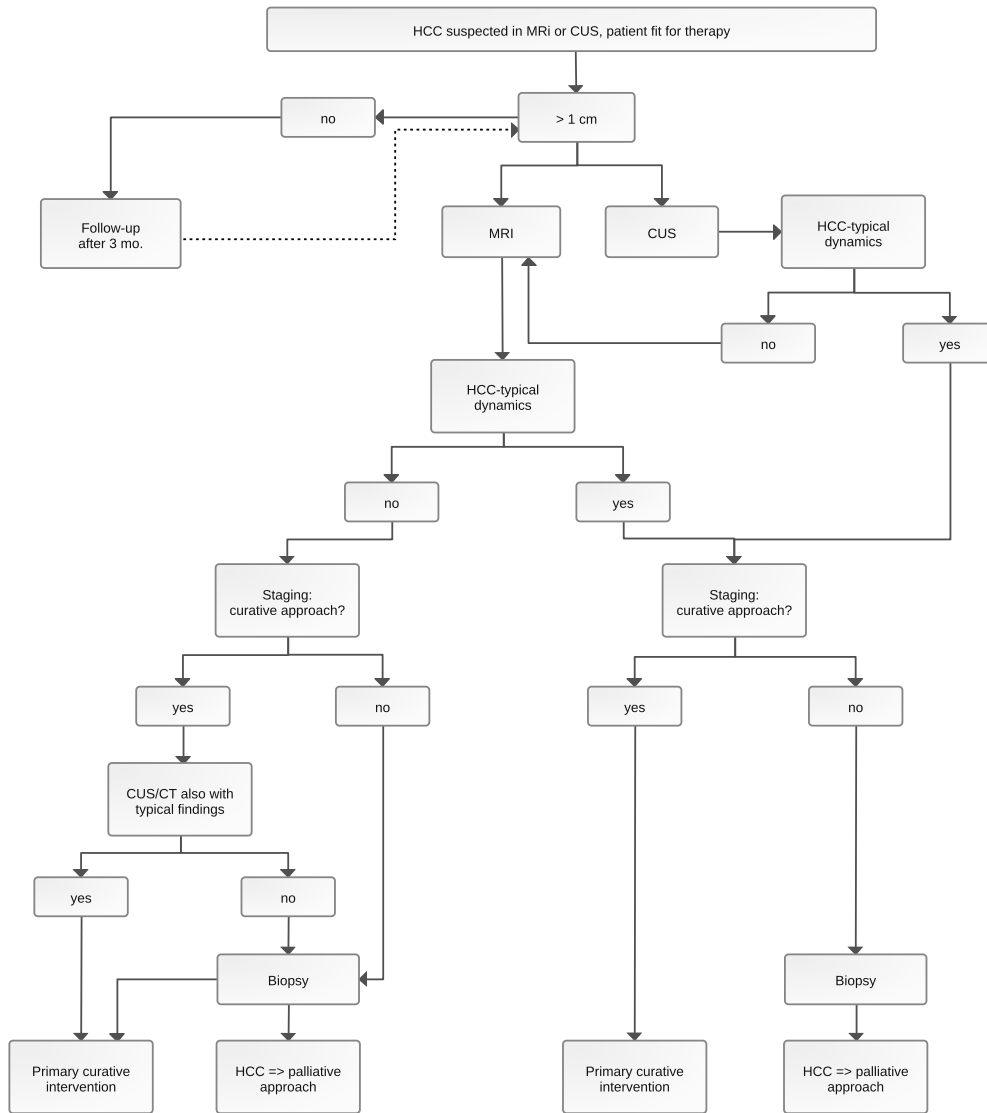 HCC suspected in MRi or CUS, patient fit for therapy
no
> 1 cm
Follow-up
after 3 mo.
MRI
CUS
HCC-typical
dynamics
no
yes
HCC-typical
dynamics
no
yes
Staging:
curative approach?
Staging:
curative approach?
yes
no
yes
no
CUS/CT also with
typical findings
yes
no
Biopsy
Biopsy
Primary curative
intervention
HCC => palliative
approach
Primary curative
intervention
HCC => palliative
approach